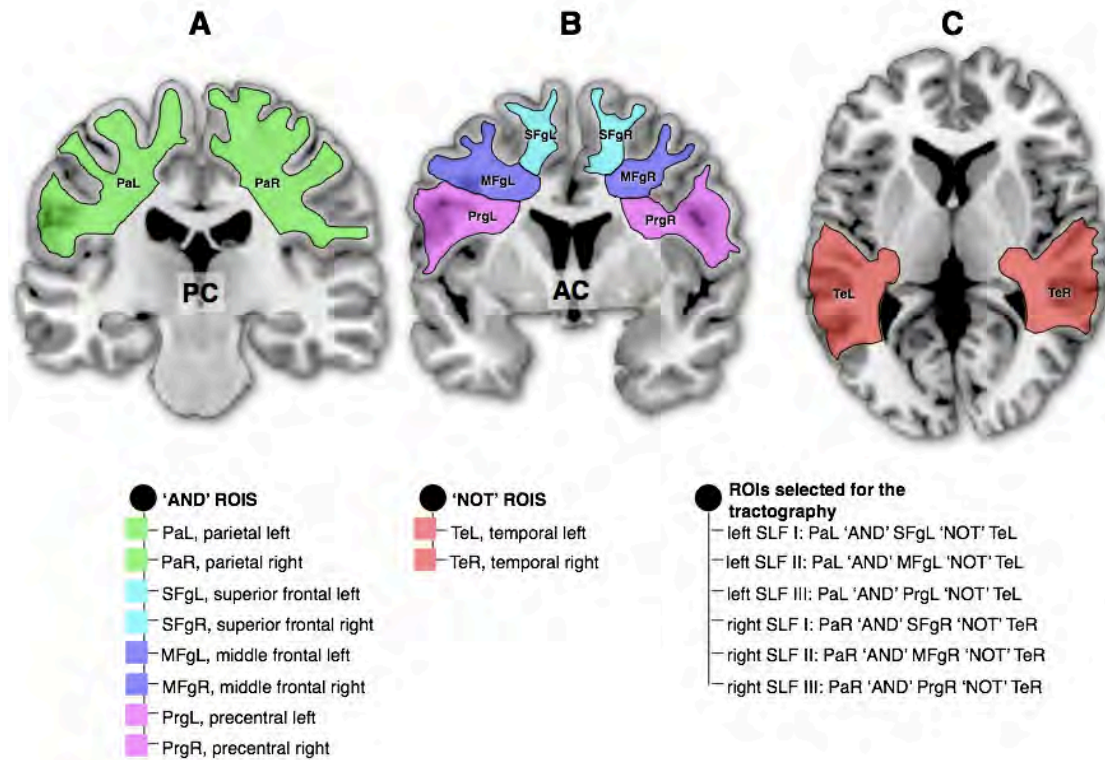 A
B
C
PaL
PaR
PC
SFgL
SFgR
MFgL
MFgR
PrgL
PrgR
AC
TeL
TeR
‘AND’ ROIS
PaL, parietal left
PaR, parietal right
SFgL, superior frontal left
SFgR, superior frontal right
MFgL, middle frontal left
MFgR, middle frontal right
PrgL, precentral left
PrgR, precentral right
‘NOT’ ROIS
TeL, temporal left
TeR, temporal right
ROIs selected for the
tractography
left SLF I: PaL ‘AND’ SFgL ‘NOT’ TeL
left SLF II: PaL ‘AND’ MFgL ‘NOT’ TeL
left SLF III: PaL ‘AND’ PrgL ‘NOT’ TeL
right SLF I: PaR ‘AND’ SFgR ‘NOT’ TeR
right SLF II: PaR ‘AND’ MFgR ‘NOT’ TeR
right SLF III: PaR ‘AND’ PrgR ‘NOT’ TeR